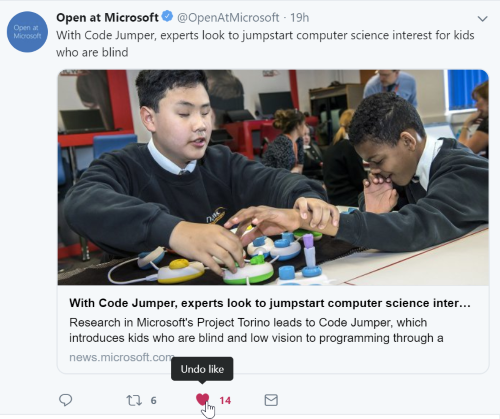 Open at Microsoft @OpenAtMicrosoft · 19h
Open at
Microsoft
With Code Jumper, experts look to jumpstart computer science interest for kids
who are blind
With Code Jumper, experts look to jumpstart computer science inter…
Research in Microsoft's Project Torino leads to Code Jumper, which
introduces kids who are blind and low vision to programming through a
news.microsoft.com
Undo like
6
14